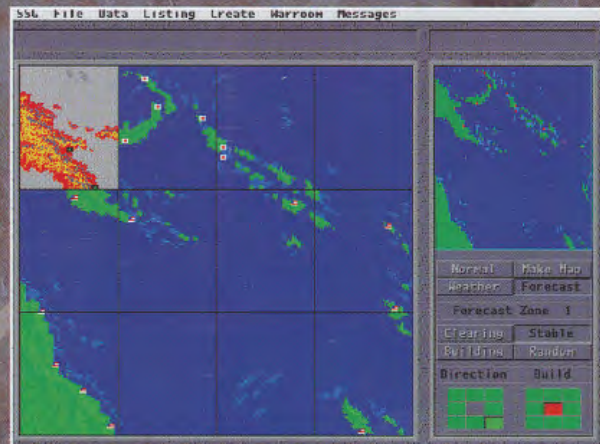 SSG File Data Listing Create Warroom Messages
Normal Make Map
Weather Forecast
Forecast Zone 1
Clearing Stable
Building Random
Direction Build